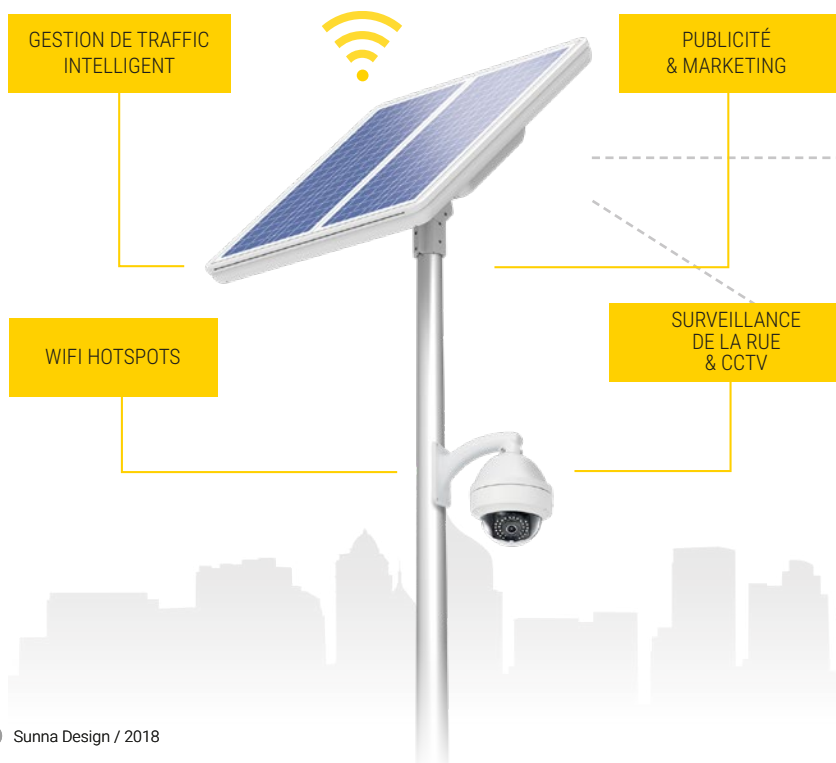 GESTION DE TRAFFIC
INTELLIGENT
PUBLICITÉ
& MARKETING
WIFI HOTSPOTS
SURVEILLANCE
DE LA RUE
& CCTV
Sunna Design / 2018